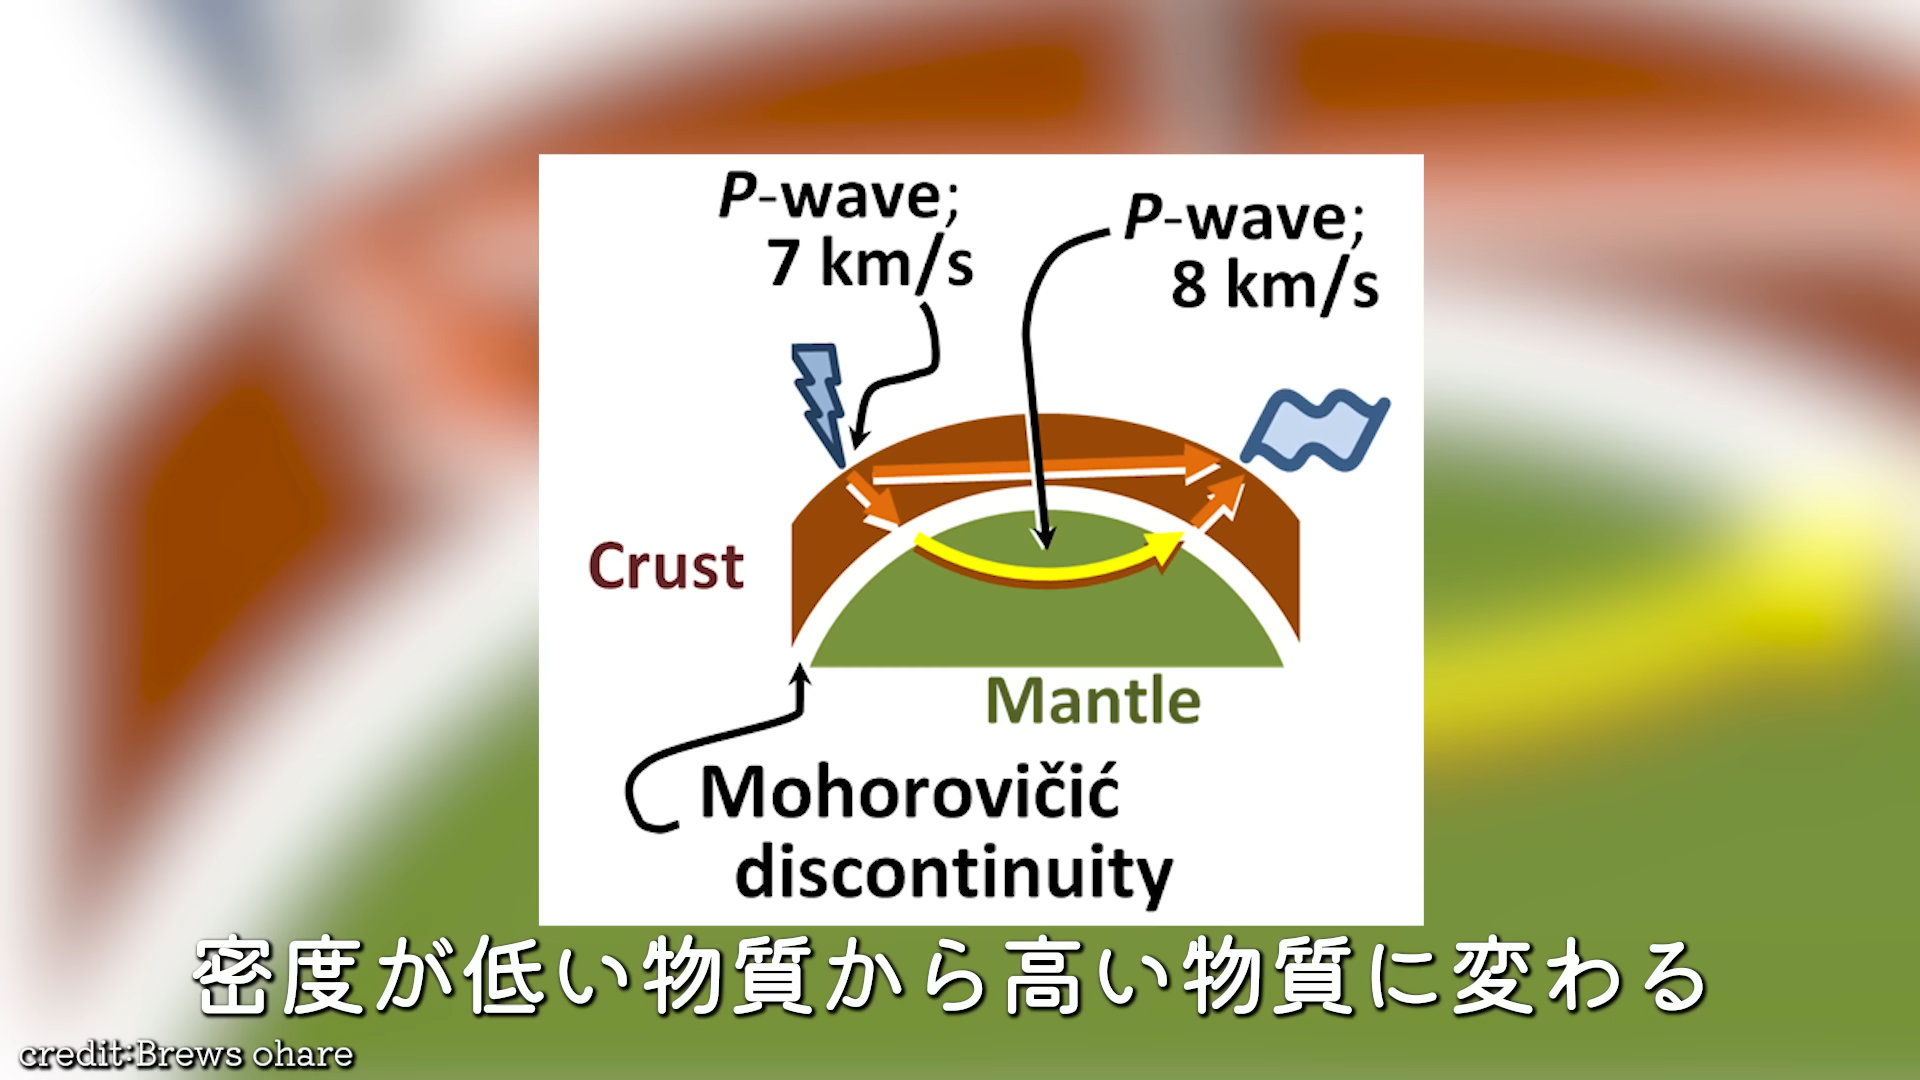 P-wave;
7 km/s
P-wave;
8 km/s
Crust
Mantle
Mohorovičić
discontinuity
密度が低い物質から高い物質に変わる
credit:Brews ohare